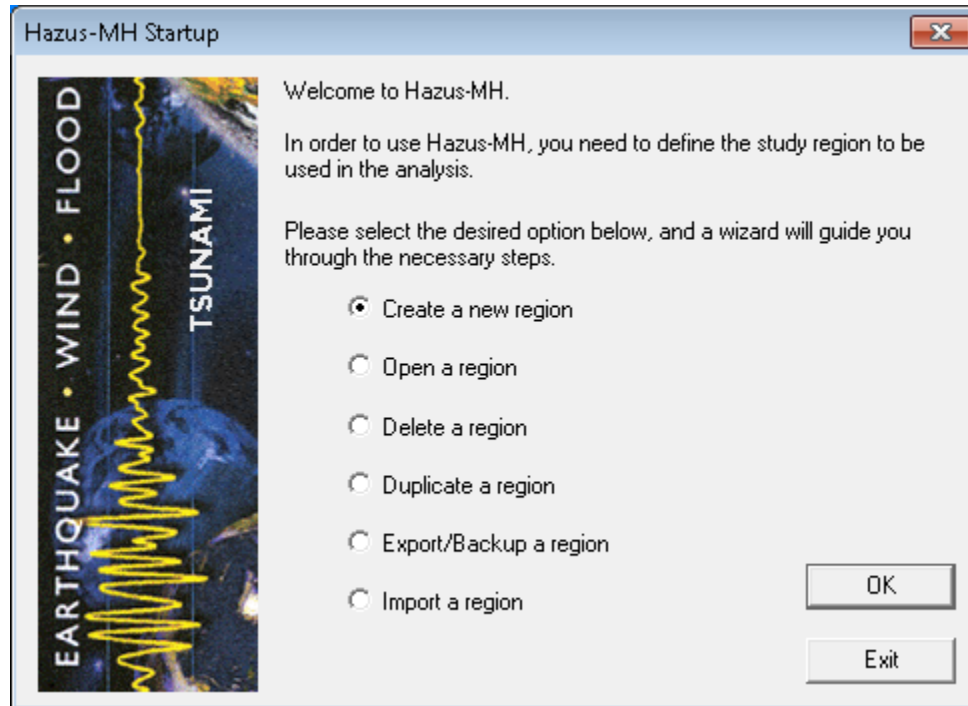 Hazus-MH Startup
EARTHQUAKE • WIND • FLOOD
TSUNAMI
Welcome to Hazus-MH.
In order to use Hazus-MH, you need to define the study region to be
used in the analysis.
Please select the desired option below, and a wizard will guide you
through the necessary steps.
Create a new region
Open a region
Delete a region
Duplicate a region
Export/Backup a region
Import a region
OK
Exit